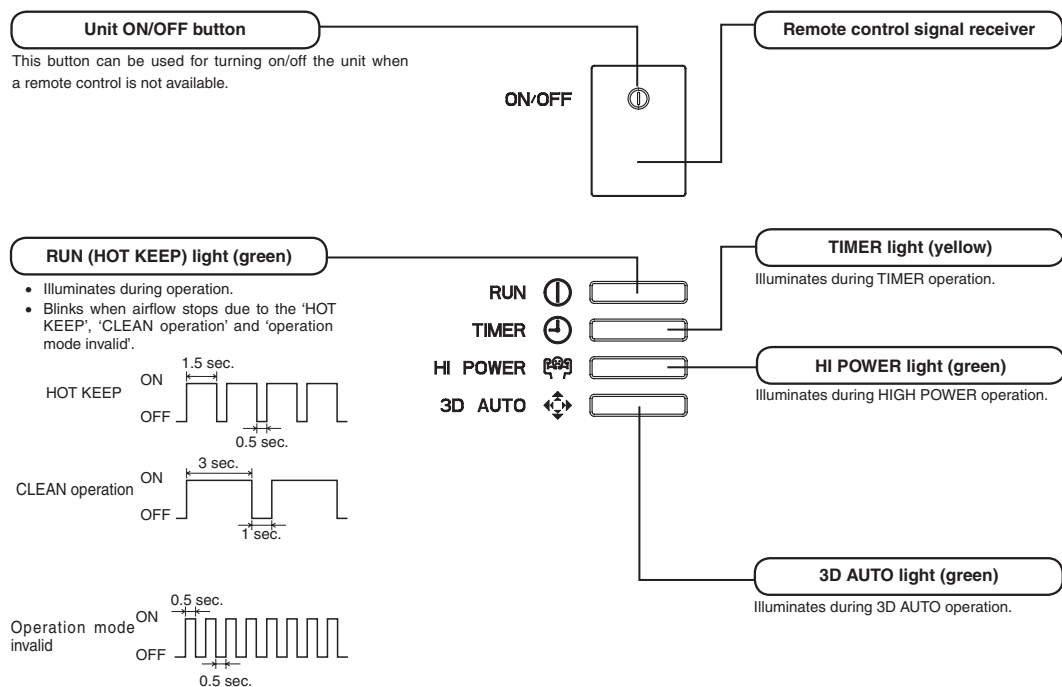 Unit ON/OFF button
This button can be used for turning on/off the unit when
a remote control is not available.
Remote control signal receiver
ON/OFF
RUN (HOT KEEP) light (green)
• Illuminates during operation.
• Blinks when airflow stops due to the ‘HOT
KEEP’, ‘CLEAN operation’ and ‘operation
mode invalid’.
HOT KEEP
1.5 sec.
ON
OFF
0.5 sec.
CLEAN operation
3 sec.
ON
OFF
1 sec.
Operation mode
invalid
0.5 sec.
ON
OFF
0.5 sec.
RUN
TIMER
HI POWER
3D AUTO
TIMER light (yellow)
Illuminates during TIMER operation.
HI POWER light (green)
Illuminates during HIGH POWER operation.
3D AUTO light (green)
Illuminates during 3D AUTO operation.